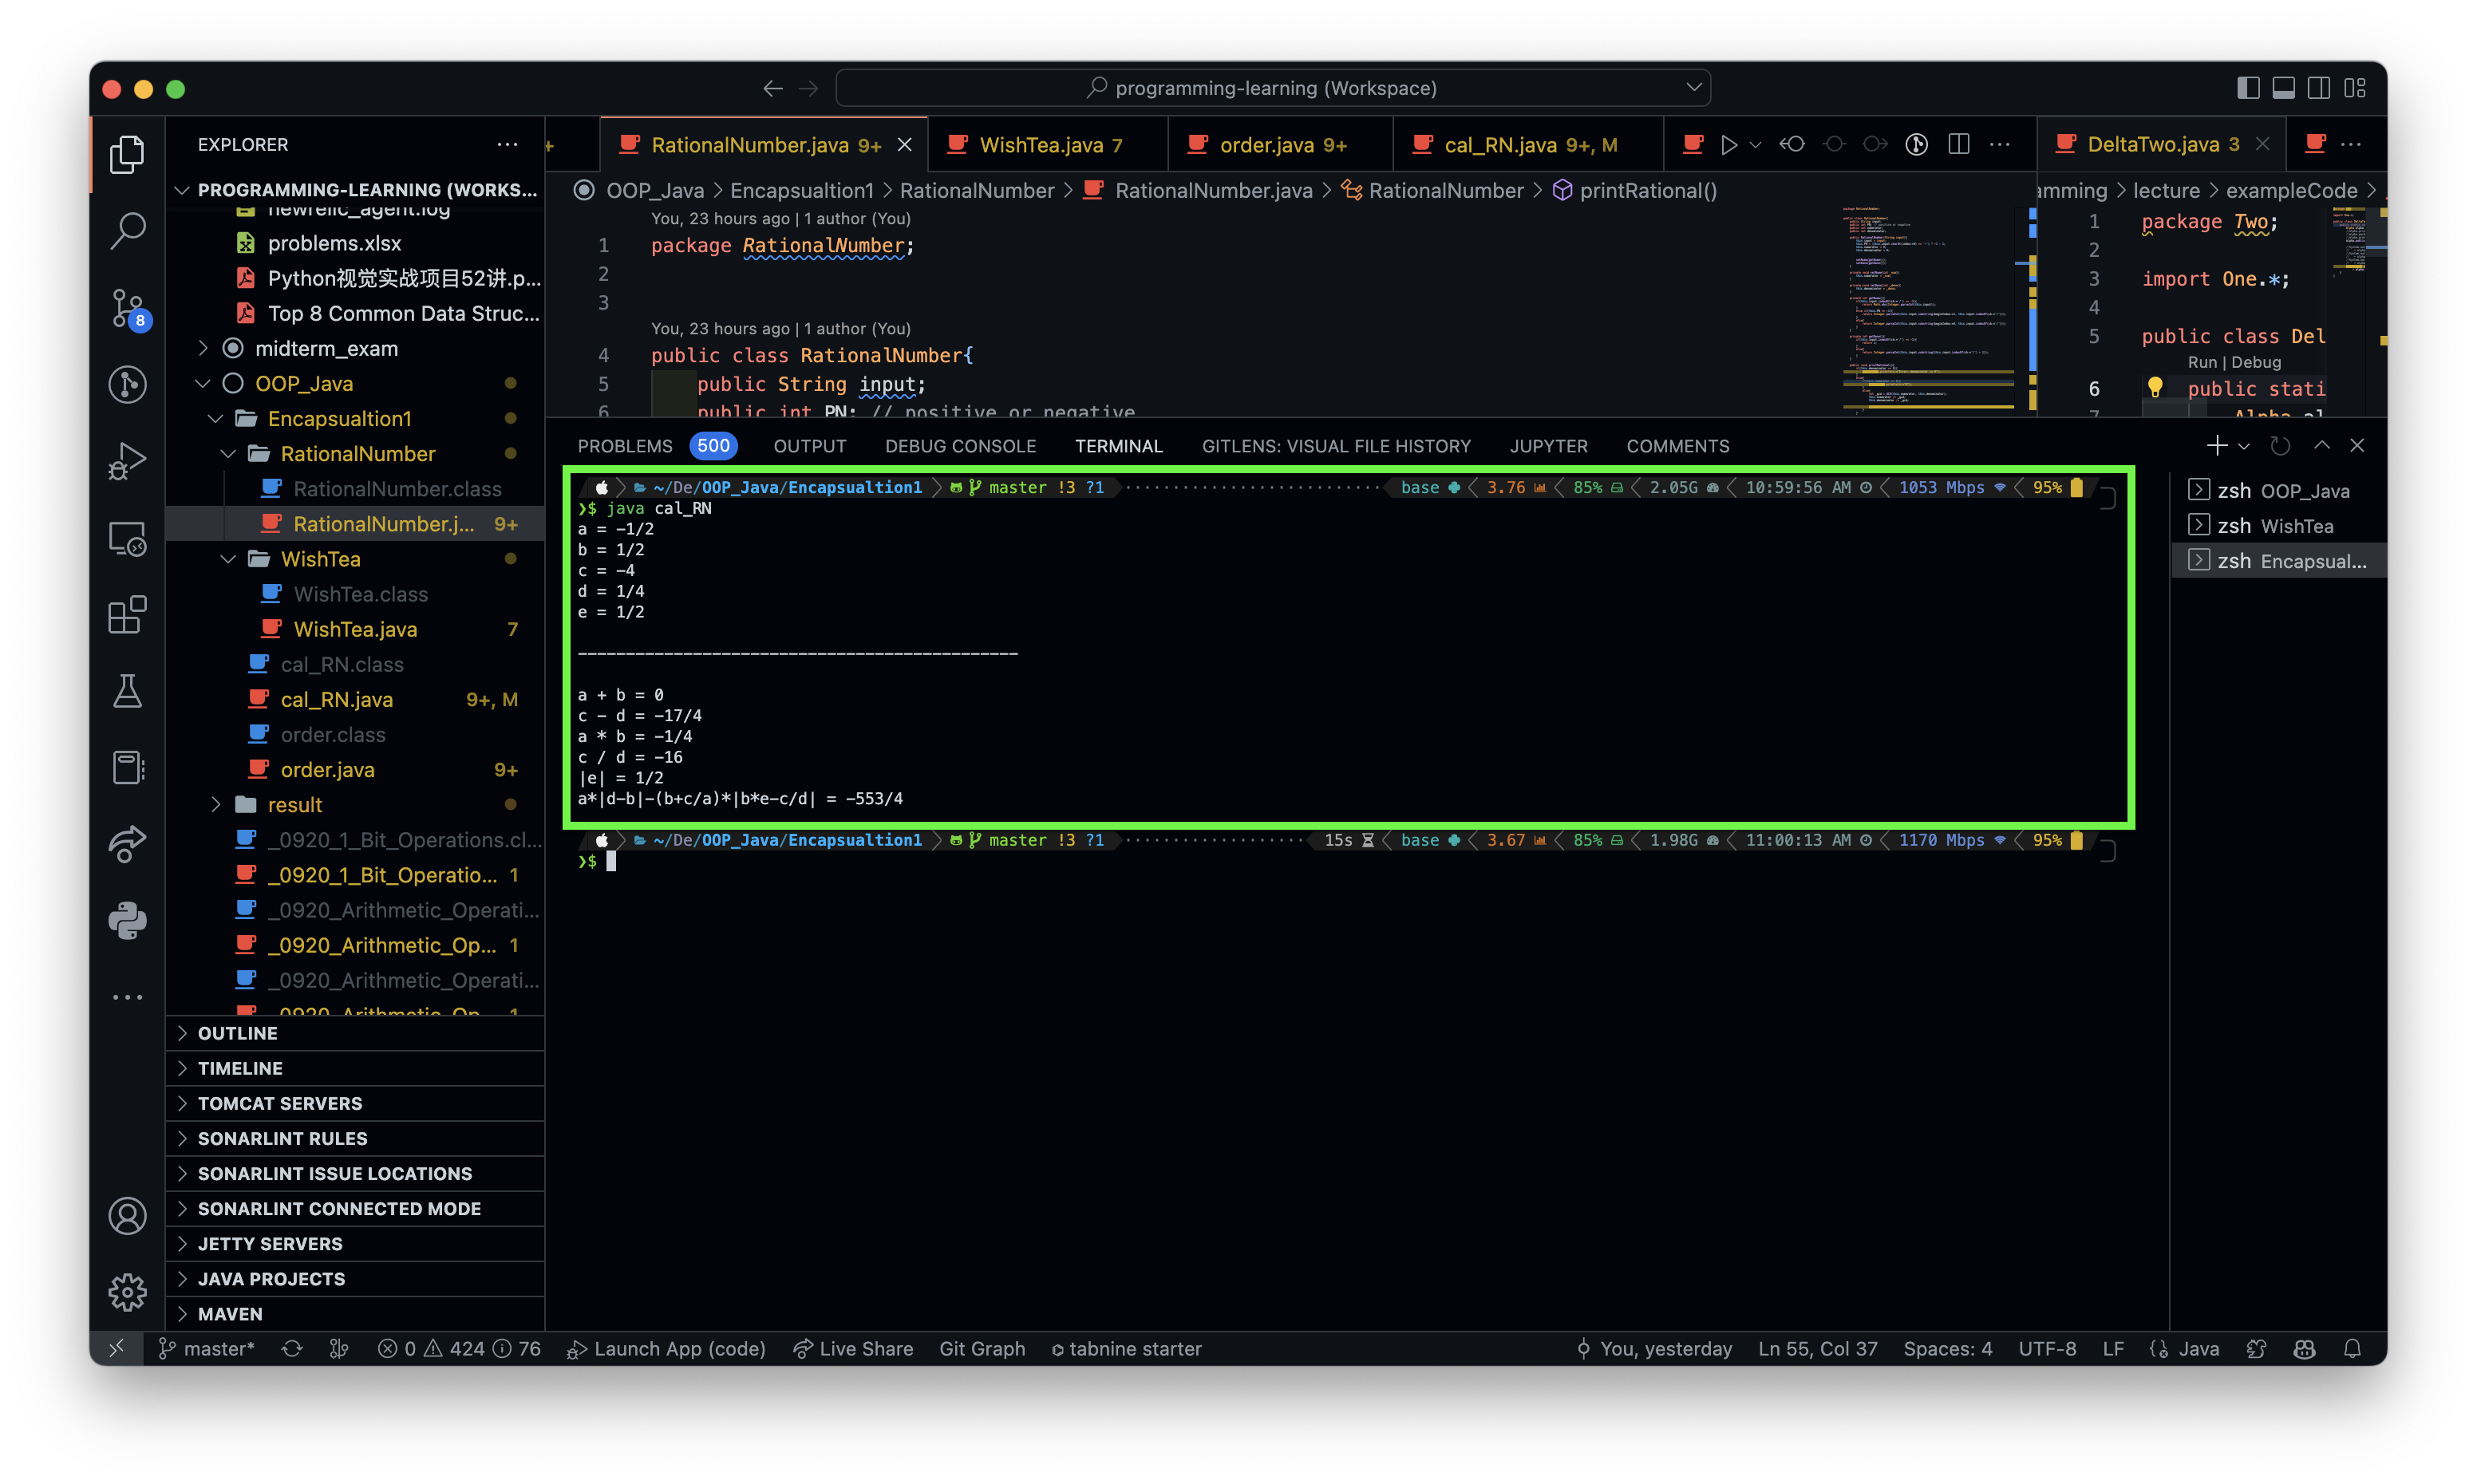 programming-learning (Workspace)
EXPLORER
PROGRAMMING-LEARNING (WORKS...
newrelic_agent.log
problems.xlsx
Python视觉实战项目52讲.p...
Top 8 Common Data Struc...
midterm_exam
OOP_Java
Encapsualtion1
RationalNumber
RationalNumber.class
RationalNumber.j... 9+
WishTea
WishTea.class
WishTea.java 7
cal_RN.class
cal_RN.java 9+, M
order.class
order.java 9+
result
_0920_1_Bit_Operations.cl...
_0920_1_Bit_Operatio... 1
_0920_Arithmetic_Operati...
_0920_Arithmetic_Op... 1
_0920_Arithmetic_Operati...
_0920_Arithmetic_Op... 1
OUTLINE
TIMELINE
TOMCAT SERVERS
SONARLINT RULES
SONARLINT ISSUE LOCATIONS
SONARLINT CONNECTED MODE
JETTY SERVERS
JAVA PROJECTS
MAVEN
8
RationalNumber.java 9+ WishTea.java 7 order.java 9+ cal_RN.java 9+, M
OOP_Java > Encapsualtion1 > RationalNumber > RationalNumber.java > RationalNumber > printRational()
You, 23 hours ago | 1 author (You)
1 package RationalNumber;
2
3
You, 23 hours ago | 1 author (You)
4 public class RationalNumber{
5 public String input;
6 public int PN; // positive or negative
DeltaTwo.java 3
amming > lecture > exampleCode >
1 package Two;
2
3 import One.*;
4
5 public class Del
Run | Debug
6 public stati
7 Alpha al
PROBLEMS 500 OUTPUT DEBUG CONSOLE TERMINAL GITLENS: VISUAL FILE HISTORY JUPYTER COMMENTS
~/De/OOP_Java/Encapsualtion1 master !3 ?1 base 3.76 85% 2.05G 10:59:56 AM 1053 Mbps 95%
❯$ java cal_RN
a = -1/2
b = 1/2
c = -4
d = 1/4
e = 1/2
----------------------------------------------
a + b = 0
c - d = -17/4
a * b = -1/4
c / d = -16
|e| = 1/2
a*|d-b|-(b+c/a)*|b*e-c/d| = -553/4
~/De/OOP_Java/Encapsualtion1 master !3 ?1 15s base 3.67 85% 1.98G 11:00:13 AM 1170 Mbps 95%
❯$
zsh OOP_Java
zsh WishTea
zsh Encapsual...
master* 0 424 76 Launch App (code) Live Share Git Graph tabnine starter You, yesterday Ln 55, Col 37 Spaces: 4 UTF-8 LF Java